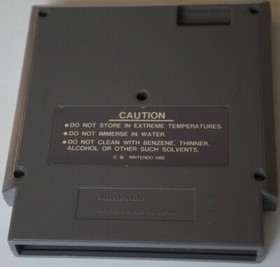 CAUTION
●DO NOT STORE IN EXTREME TEMPERATURES.
●DO NOT IMMERSE IN WATER.
●DO NOT CLEAN WITH BENZENE, THINNER,
ALCOHOL OR OTHER SUCH SOLVENTS.
© ® NINTENDO 1985
Nintendo